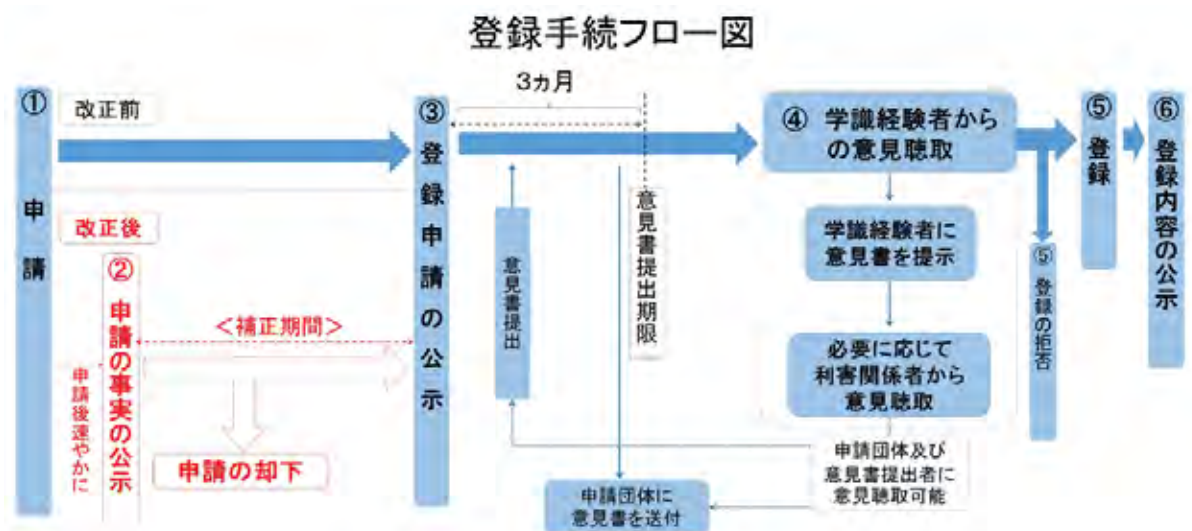 登録手続フロー図
3ヵ月
① 申請
改正前
改正後
② 申請の事実の公示
申請後速やかに
＜補正期間＞
申請の却下
③ 登録申請の公示
意見書提出
意見書提出期限
申請団体に
意見書を送付
④ 学識経験者から
の意見聴取
学識経験者に
意見書を提示
必要に応じて
利害関係者から
意見聴取
申請団体及び
意見書提出者に
意見聴取可能
⑤ 登録の拒否
⑤ 登録
⑥ 登録内容の公示